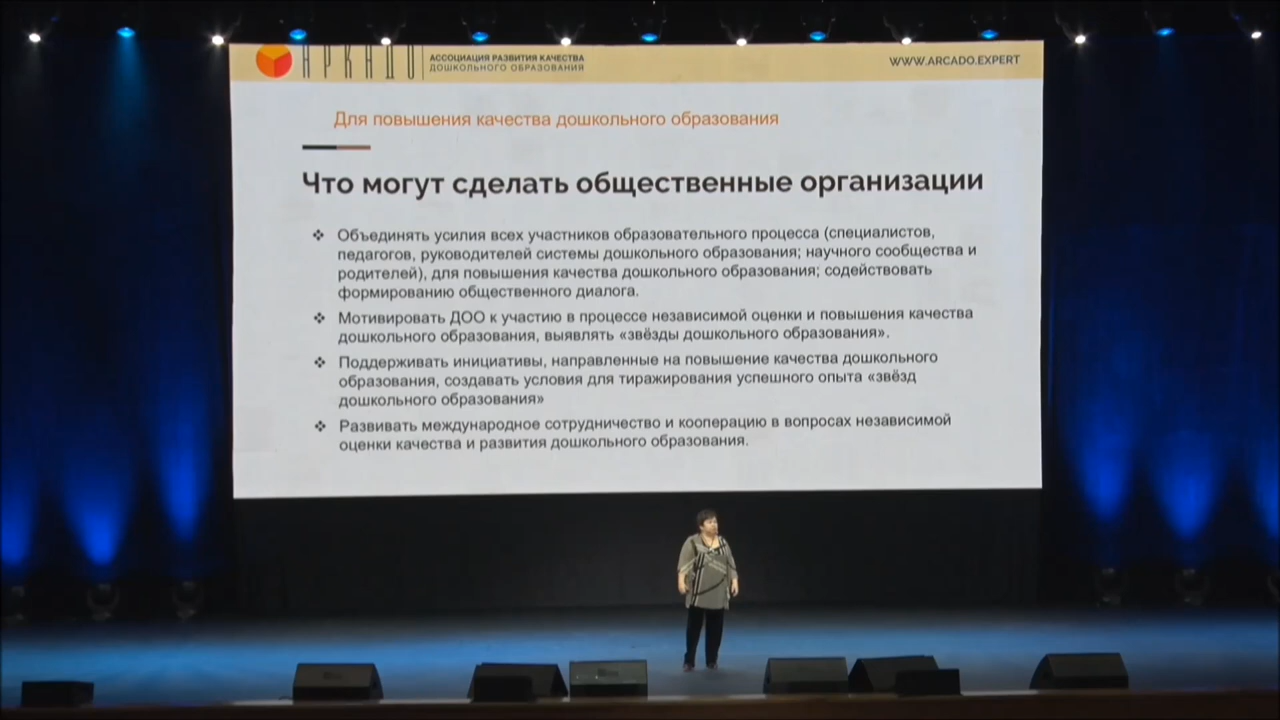 АРКАДО
АССОЦИАЦИЯ РАЗВИТИЯ КАЧЕСТВА
ДОШКОЛЬНОГО ОБРАЗОВАНИЯ
WWW.ARCADO.EXPERT
Для повышения качества дошкольного образования
Что могут сделать общественные организации
❖ Объединять усилия всех участников образовательного процесса (специалистов,
педагогов, руководителей системы дошкольного образования; научного сообщества и
родителей), для повышения качества дошкольного образования; содействовать
формированию общественного диалога.
❖ Мотивировать ДОО к участию в процессе независимой оценки и повышения качества
дошкольного образования, выявлять «звёзды дошкольного образования».
❖ Поддерживать инициативы, направленные на повышение качества дошкольного
образования, создавать условия для тиражирования успешного опыта «звёзд
дошкольного образования»
❖ Развивать международное сотрудничество и кооперацию в вопросах независимой
оценки качества и развития дошкольного образования.